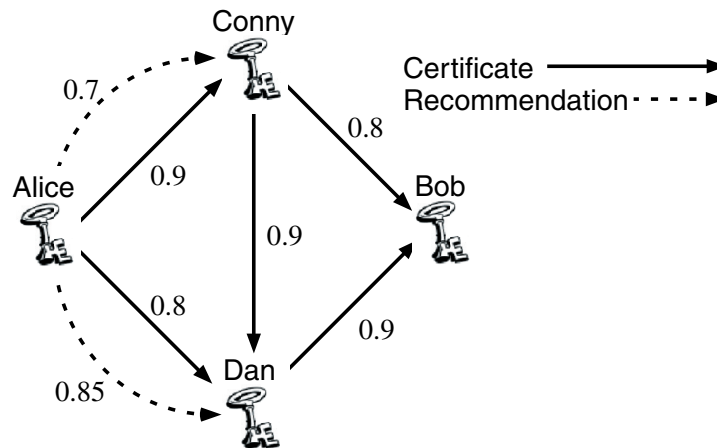 Conny
Certificate
Recommendation
0.7
0.8
0.9
Alice
Bob
0.9
0.8
0.9
Dan
0.85